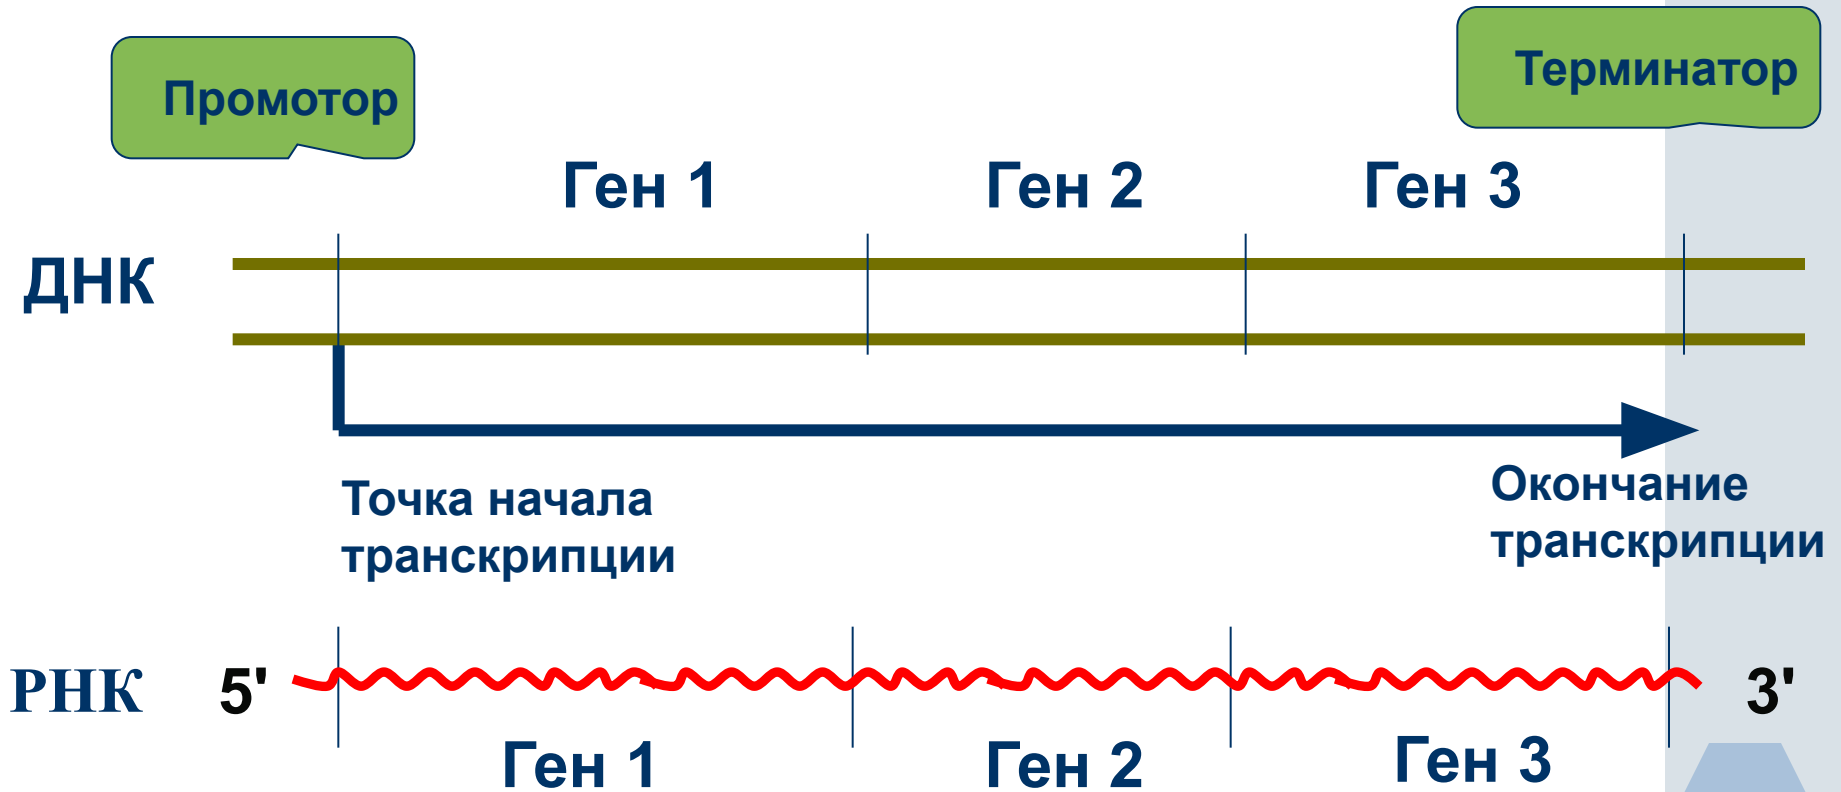 Промотор
Терминатор
Ген 1
Ген 2
Ген 3
ДНК
Точка начала
транскрипции
Окончание
транскрипции
РНК
5'
3'
Ген 1
Ген 2
Ген 3